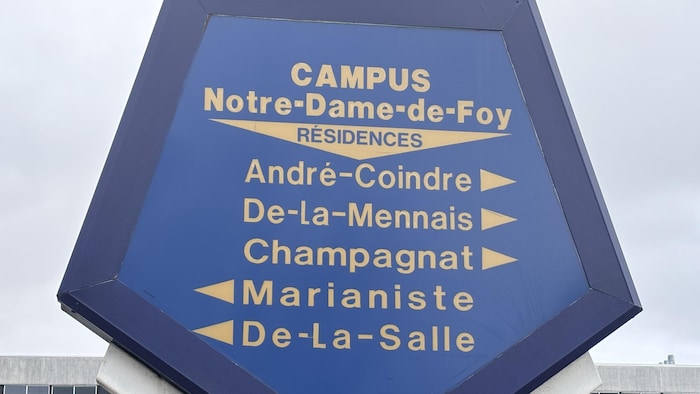 CAMPUS
Notre-Dame-de-Foy
RÉSIDENCES
André-Coindre
De-La-Mennais
Champagnat
Marianiste
De-La-Salle